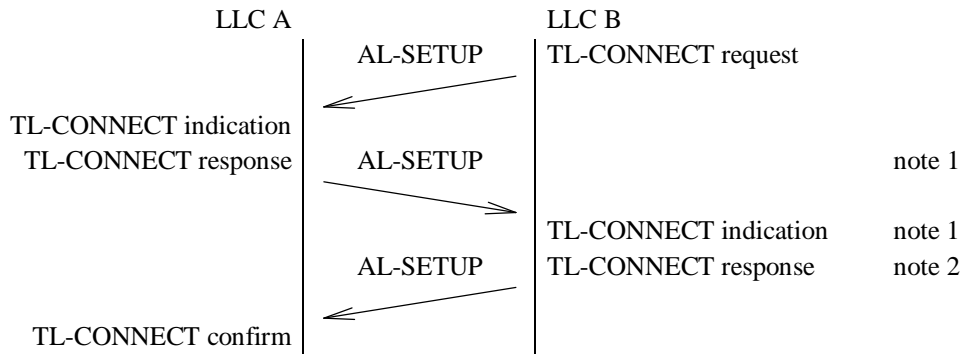 LLC A LLC B
AL-SETUP TL-CONNECT request
TL-CONNECT indication
TL-CONNECT response AL-SETUP note 1
TL-CONNECT indication note 1
AL-SETUP TL-CONNECT response note 2
TL-CONNECT confirm